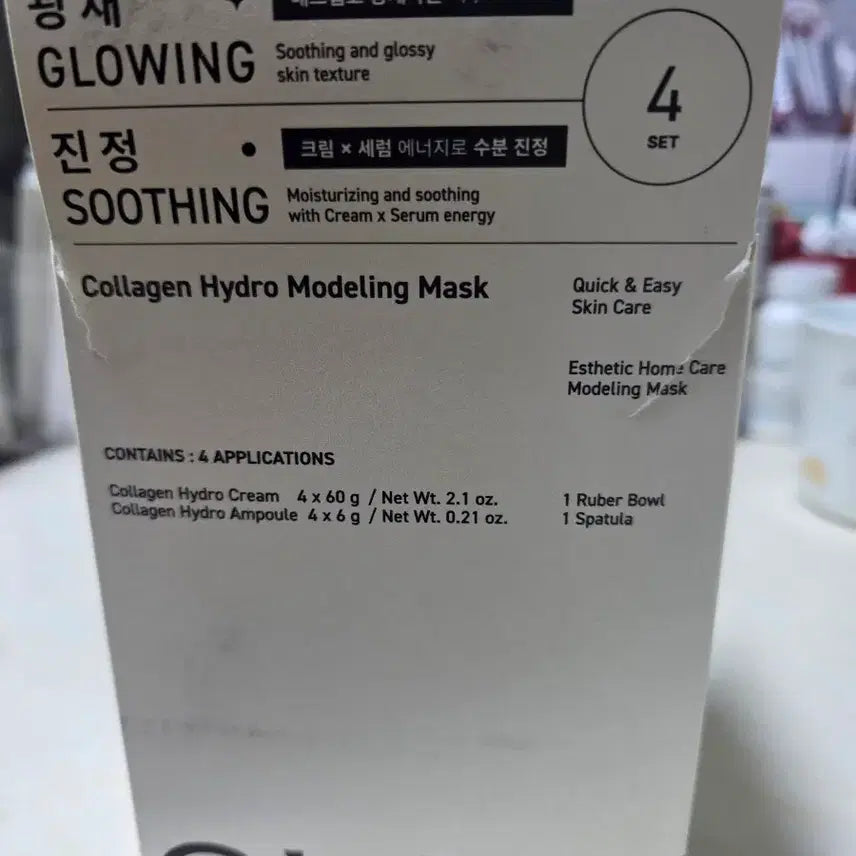 광채
GLOWING
Soothing and glossy
skin texture
4
SET
진정
크림 × 세럼 에너지로 수분 진정
SOOTHING
Moisturizing and soothing
with Cream x Serum energy
Collagen Hydro Modeling Mask
Quick & Easy
Skin Care
Esthetic Home Care
Modeling Mask
CONTAINS : 4 APPLICATIONS
Collagen Hydro Cream 4 x 60 g / Net Wt. 2.1 oz.
Collagen Hydro Ampoule 4 x 6 g / Net Wt. 0.21 oz.
1 Ruber Bowl
1 Spatula